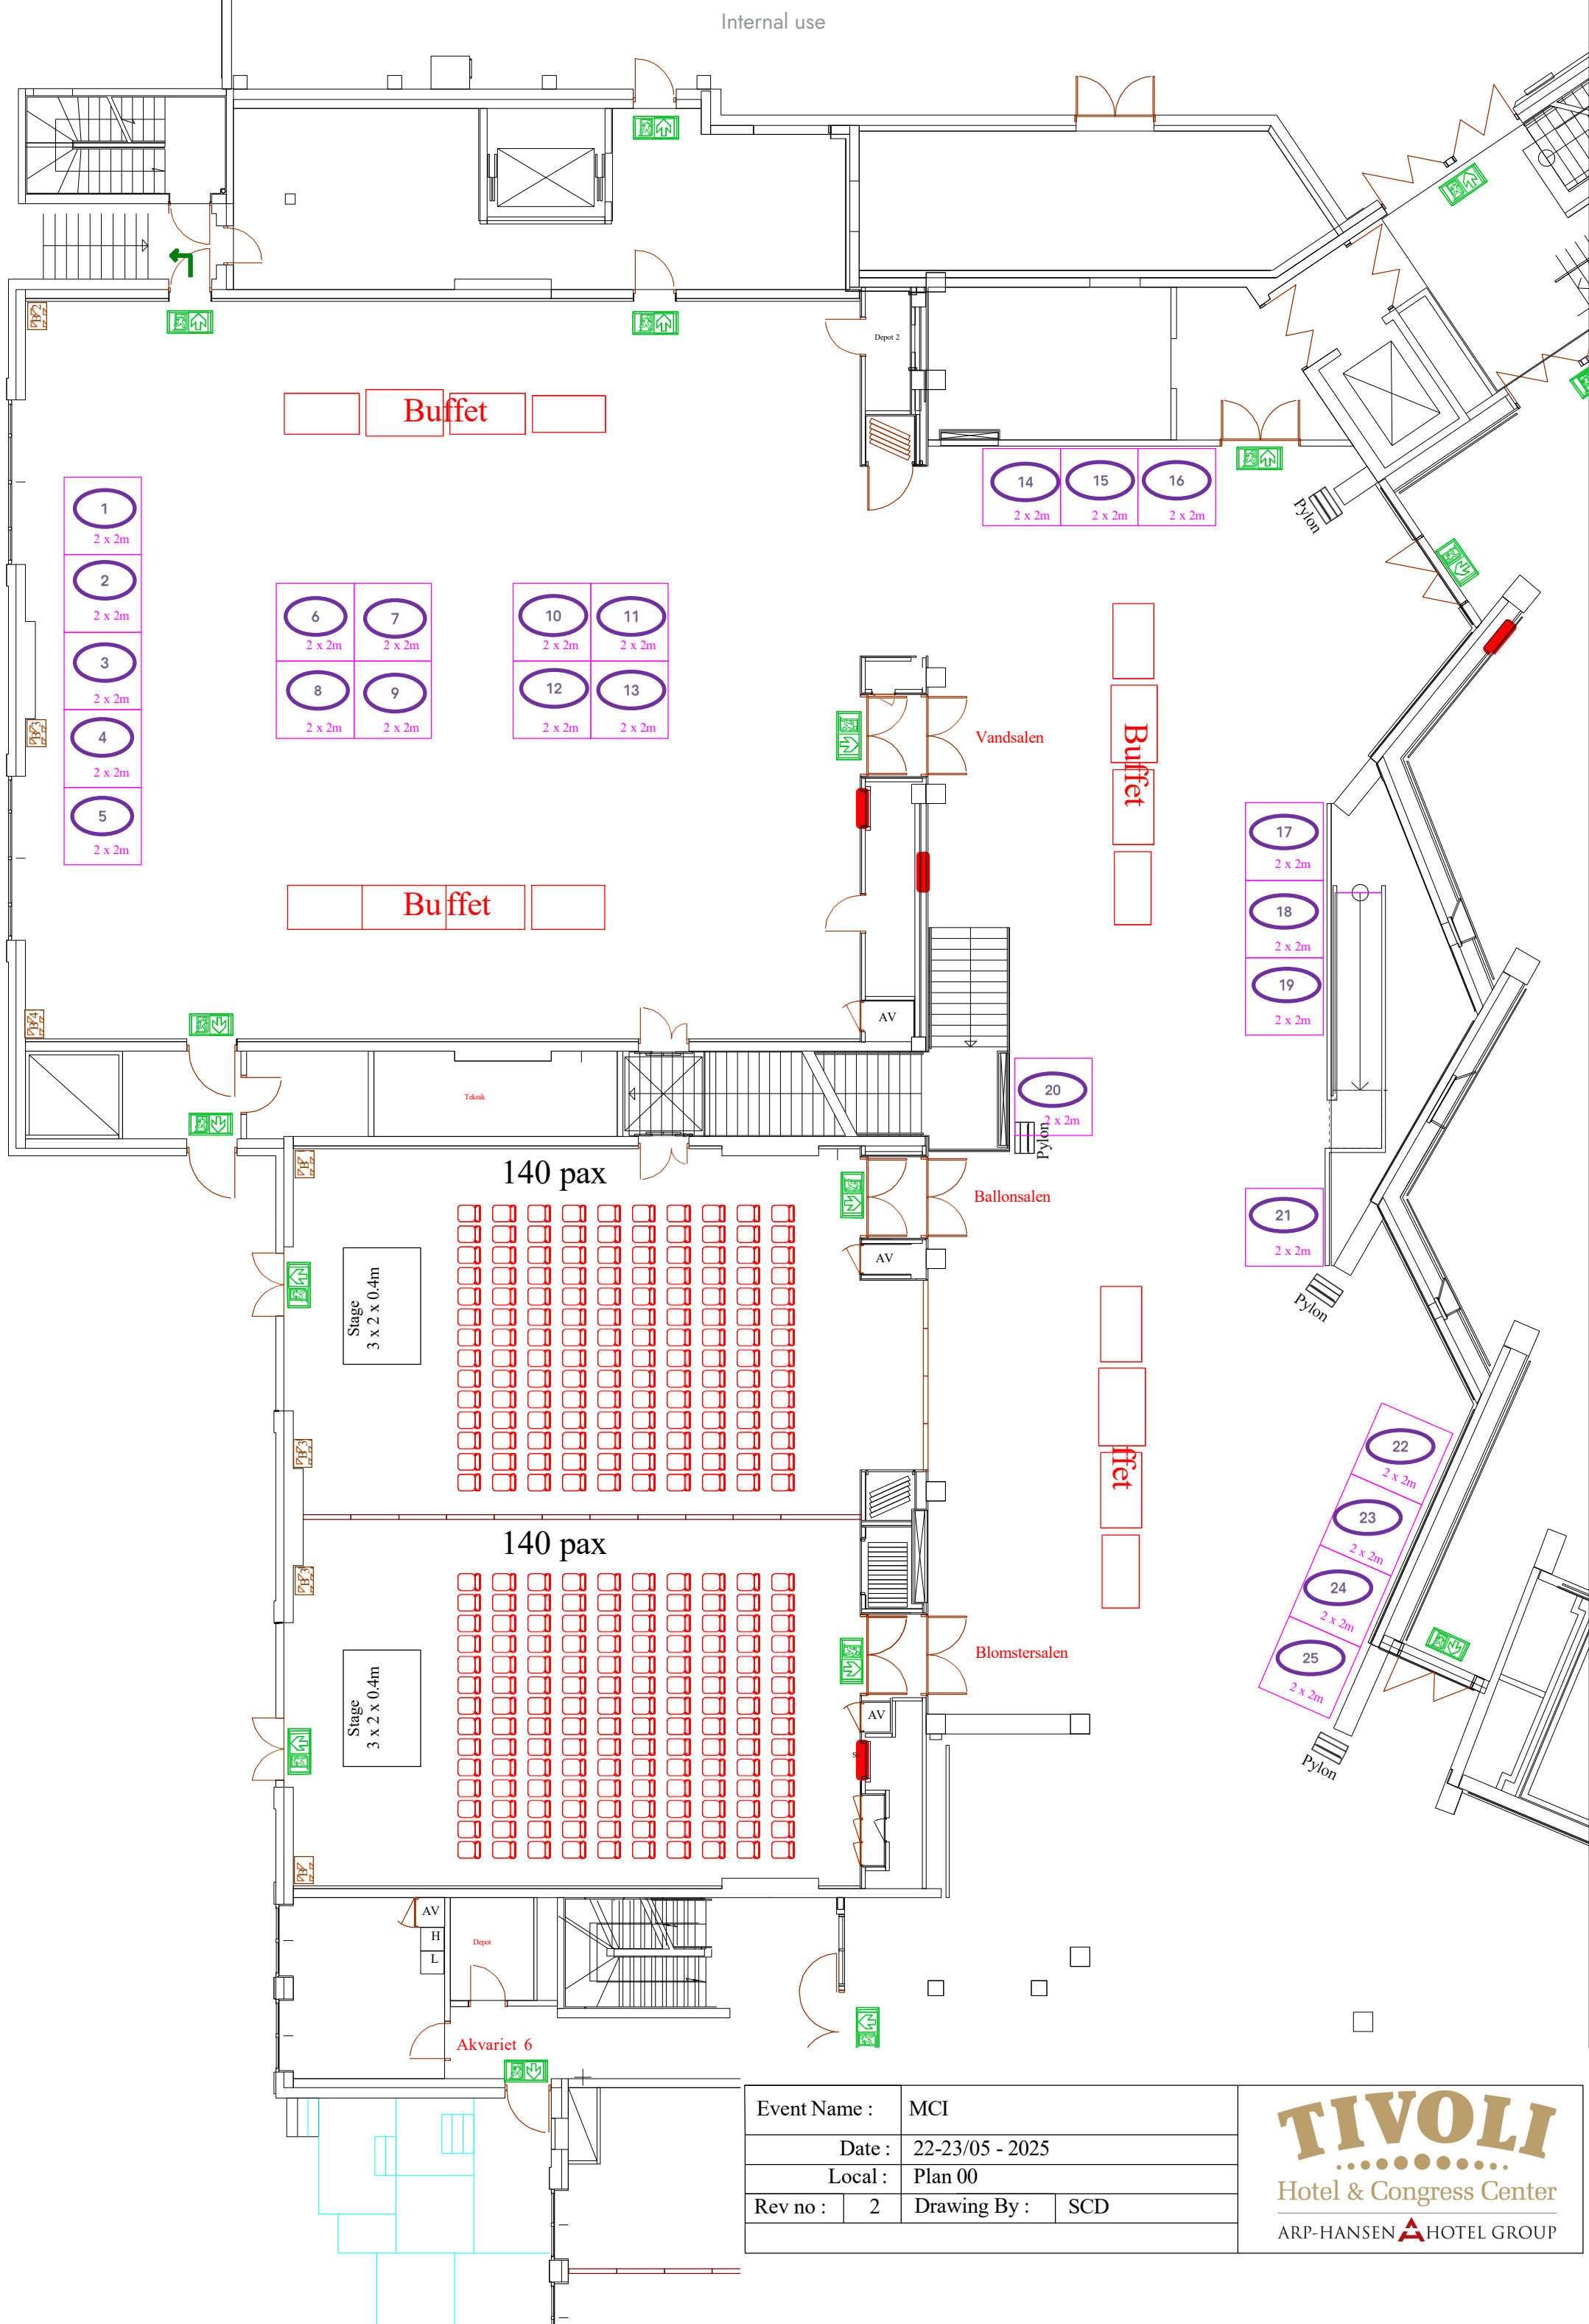 Internal use
Depot 2
Buffet
1
2 x 2m
2
2 x 2m
3
2 x 2m
4
2 x 2m
5
2 x 2m
6
2 x 2m
7
2 x 2m
8
2 x 2m
9
2 x 2m
10
2 x 2m
11
2 x 2m
12
2 x 2m
13
2 x 2m
14
2 x 2m
15
2 x 2m
16
2 x 2m
Pylon
Vandsalen
Buffet
17
2 x 2m
18
2 x 2m
19
2 x 2m
Buffet
AV
Teknik
20
2 x 2m
Pylon
140 pax
Ballonsalen
AV
21
2 x 2m
Pylon
Stage
3 x 2 x 0.4m
ffet
22
2 x 2m
23
2 x 2m
24
2 x 2m
25
2 x 2m
Pylon
140 pax
Blomstersalen
AV
Stage
3 x 2 x 0.4m
AV
H
L
Depot
Akvariet 6
Event Name : MCI
Date : 22-23/05 - 2025
Local : Plan 00
Rev no : 2 Drawing By : SCD
TIVOLI
Hotel & Congress Center
ARP-HANSEN HOTEL GROUP